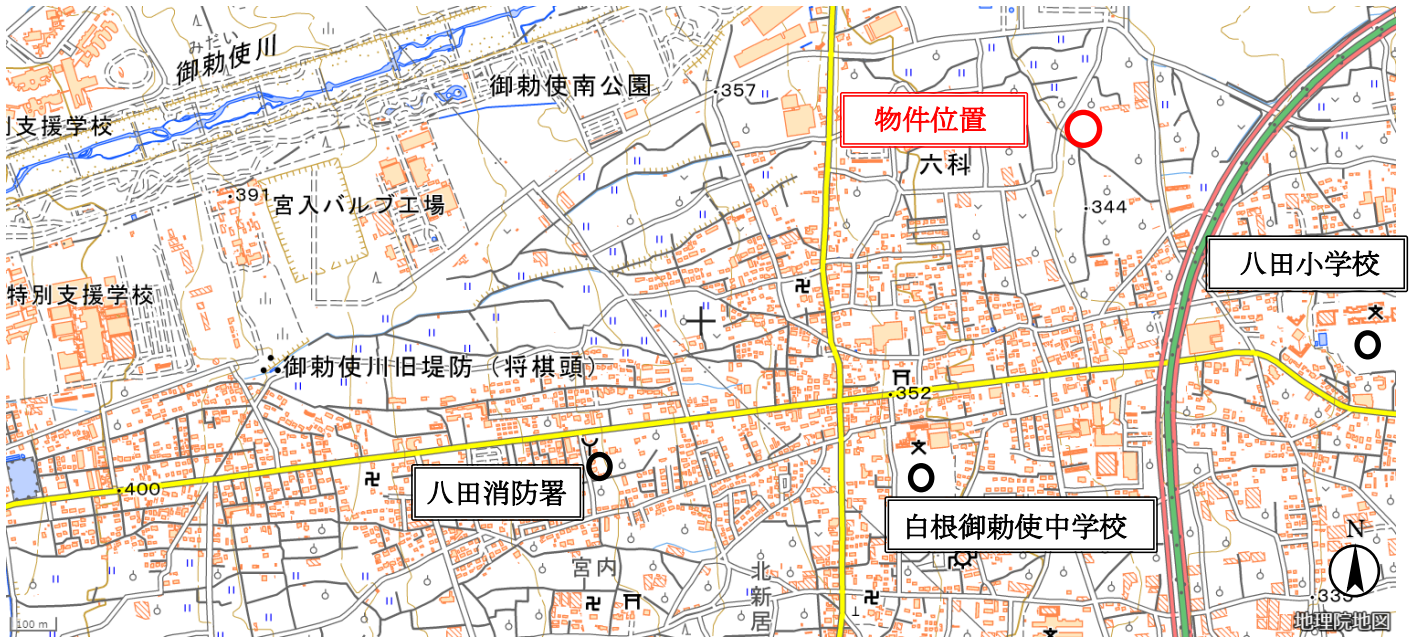 みだい
御勅使川
御勅使南公園
357
物件位置
支援学校
六科
391
宮入バルブ工場
344
八田小学校
特別支援学校
十
御勅使川旧堤防（将棋頭）
352
八田消防署
400
白根御勅使中学校
N
宮内
北新居
100 m
地理院地図